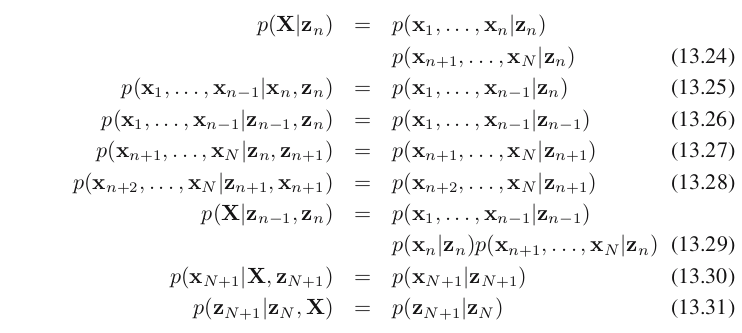 p(X|z_n) = p(x_1, . . . , x_n|z_n)
p(x_{n+1}, . . . , x_N|z_n) (13.24)
p(x_1, . . . , x_{n−1}|x_n, z_n) = p(x_1, . . . , x_{n−1}|z_n) (13.25)
p(x_1, . . . , x_{n−1}|z_{n−1}, z_n) = p(x_1, . . . , x_{n−1}|z_{n−1}) (13.26)
p(x_{n+1}, . . . , x_N|z_n, z_{n+1}) = p(x_{n+1}, . . . , x_N|z_{n+1}) (13.27)
p(x_{n+2}, . . . , x_N|z_{n+1}, x_{n+1}) = p(x_{n+2}, . . . , x_N|z_{n+1}) (13.28)
p(X|z_{n−1}, z_n) = p(x_1, . . . , x_{n−1}|z_{n−1})
p(x_n|z_n)p(x_{n+1}, . . . , x_N|z_n) (13.29)
p(x_{N+1}|X, z_{N+1}) = p(x_{N+1}|z_{N+1}) (13.30)
p(z_{N+1}|z_N, X) = p(z_{N+1}|z_N) (13.31)